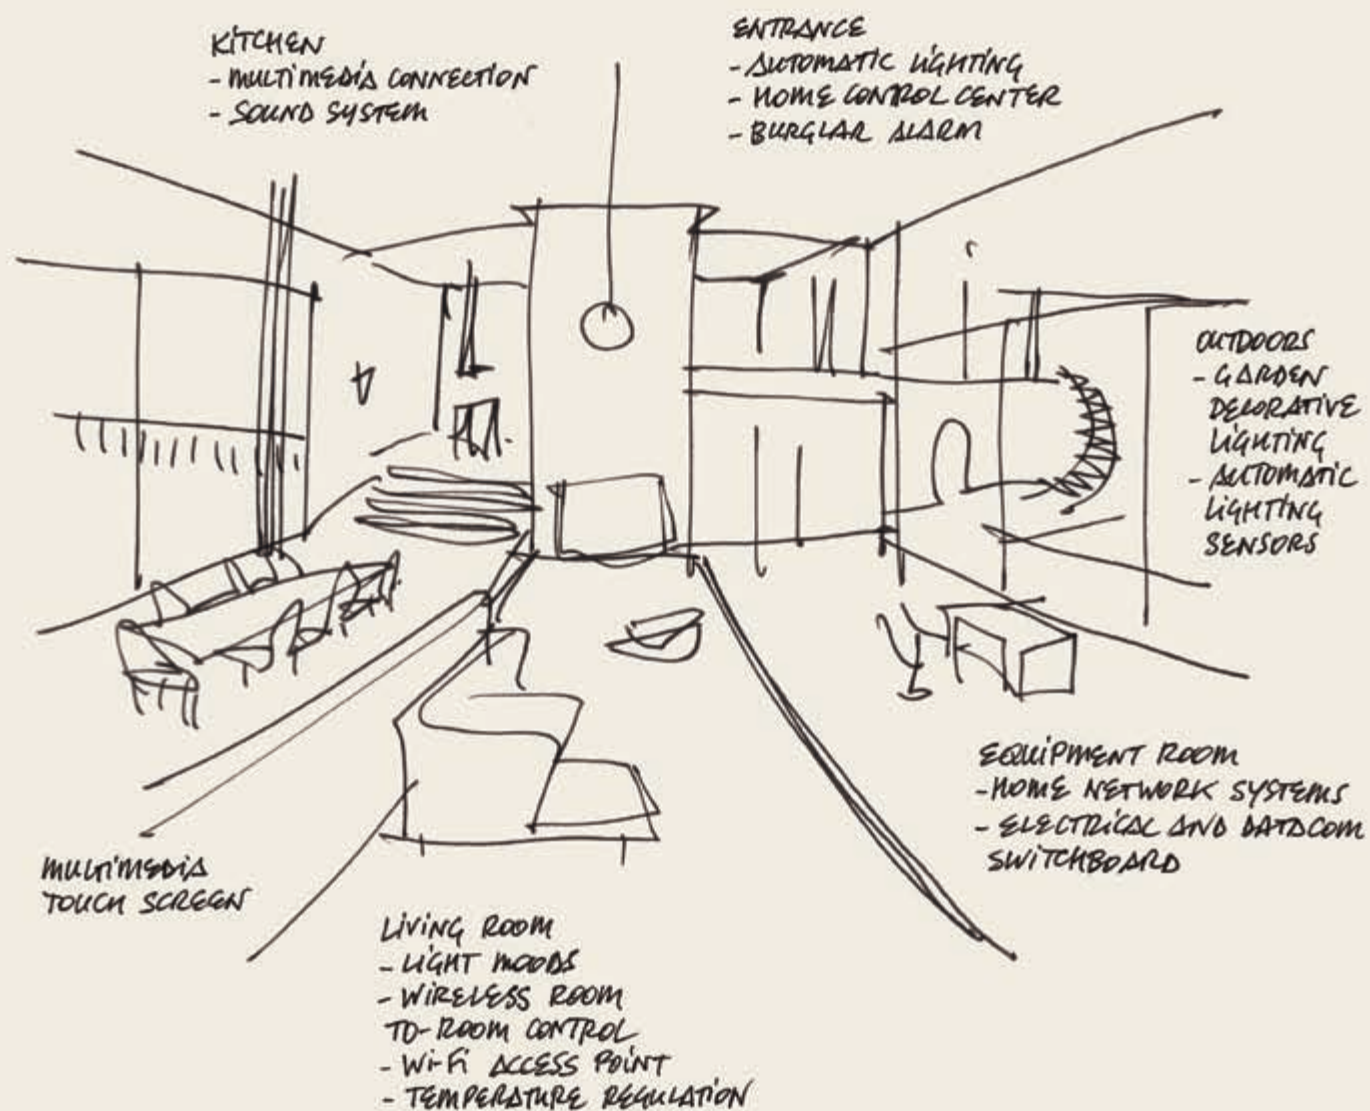 KITCHEN
- MULTIMEDIA CONNECTION
- SOUND SYSTEM
ENTRANCE
- AUTOMATIC LIGHTING
- HOME CONTROL CENTER
- BURGLAR ALARM
OUTDOORS
- GARDEN
DECORATIVE
LIGHTING
- AUTOMATIC
LIGHTING
SENSORS
EQUIPMENT ROOM
- HOME NETWORK SYSTEMS
- ELECTRICAL AND DATACOM
SWITCHBOARD
MULTIMEDIA
TOUCH SCREEN
LIVING ROOM
- LIGHT MOODS
- WIRELESS ROOM
TO-ROOM CONTROL
- Wi-Fi ACCESS POINT
- TEMPERATURE REGULATION